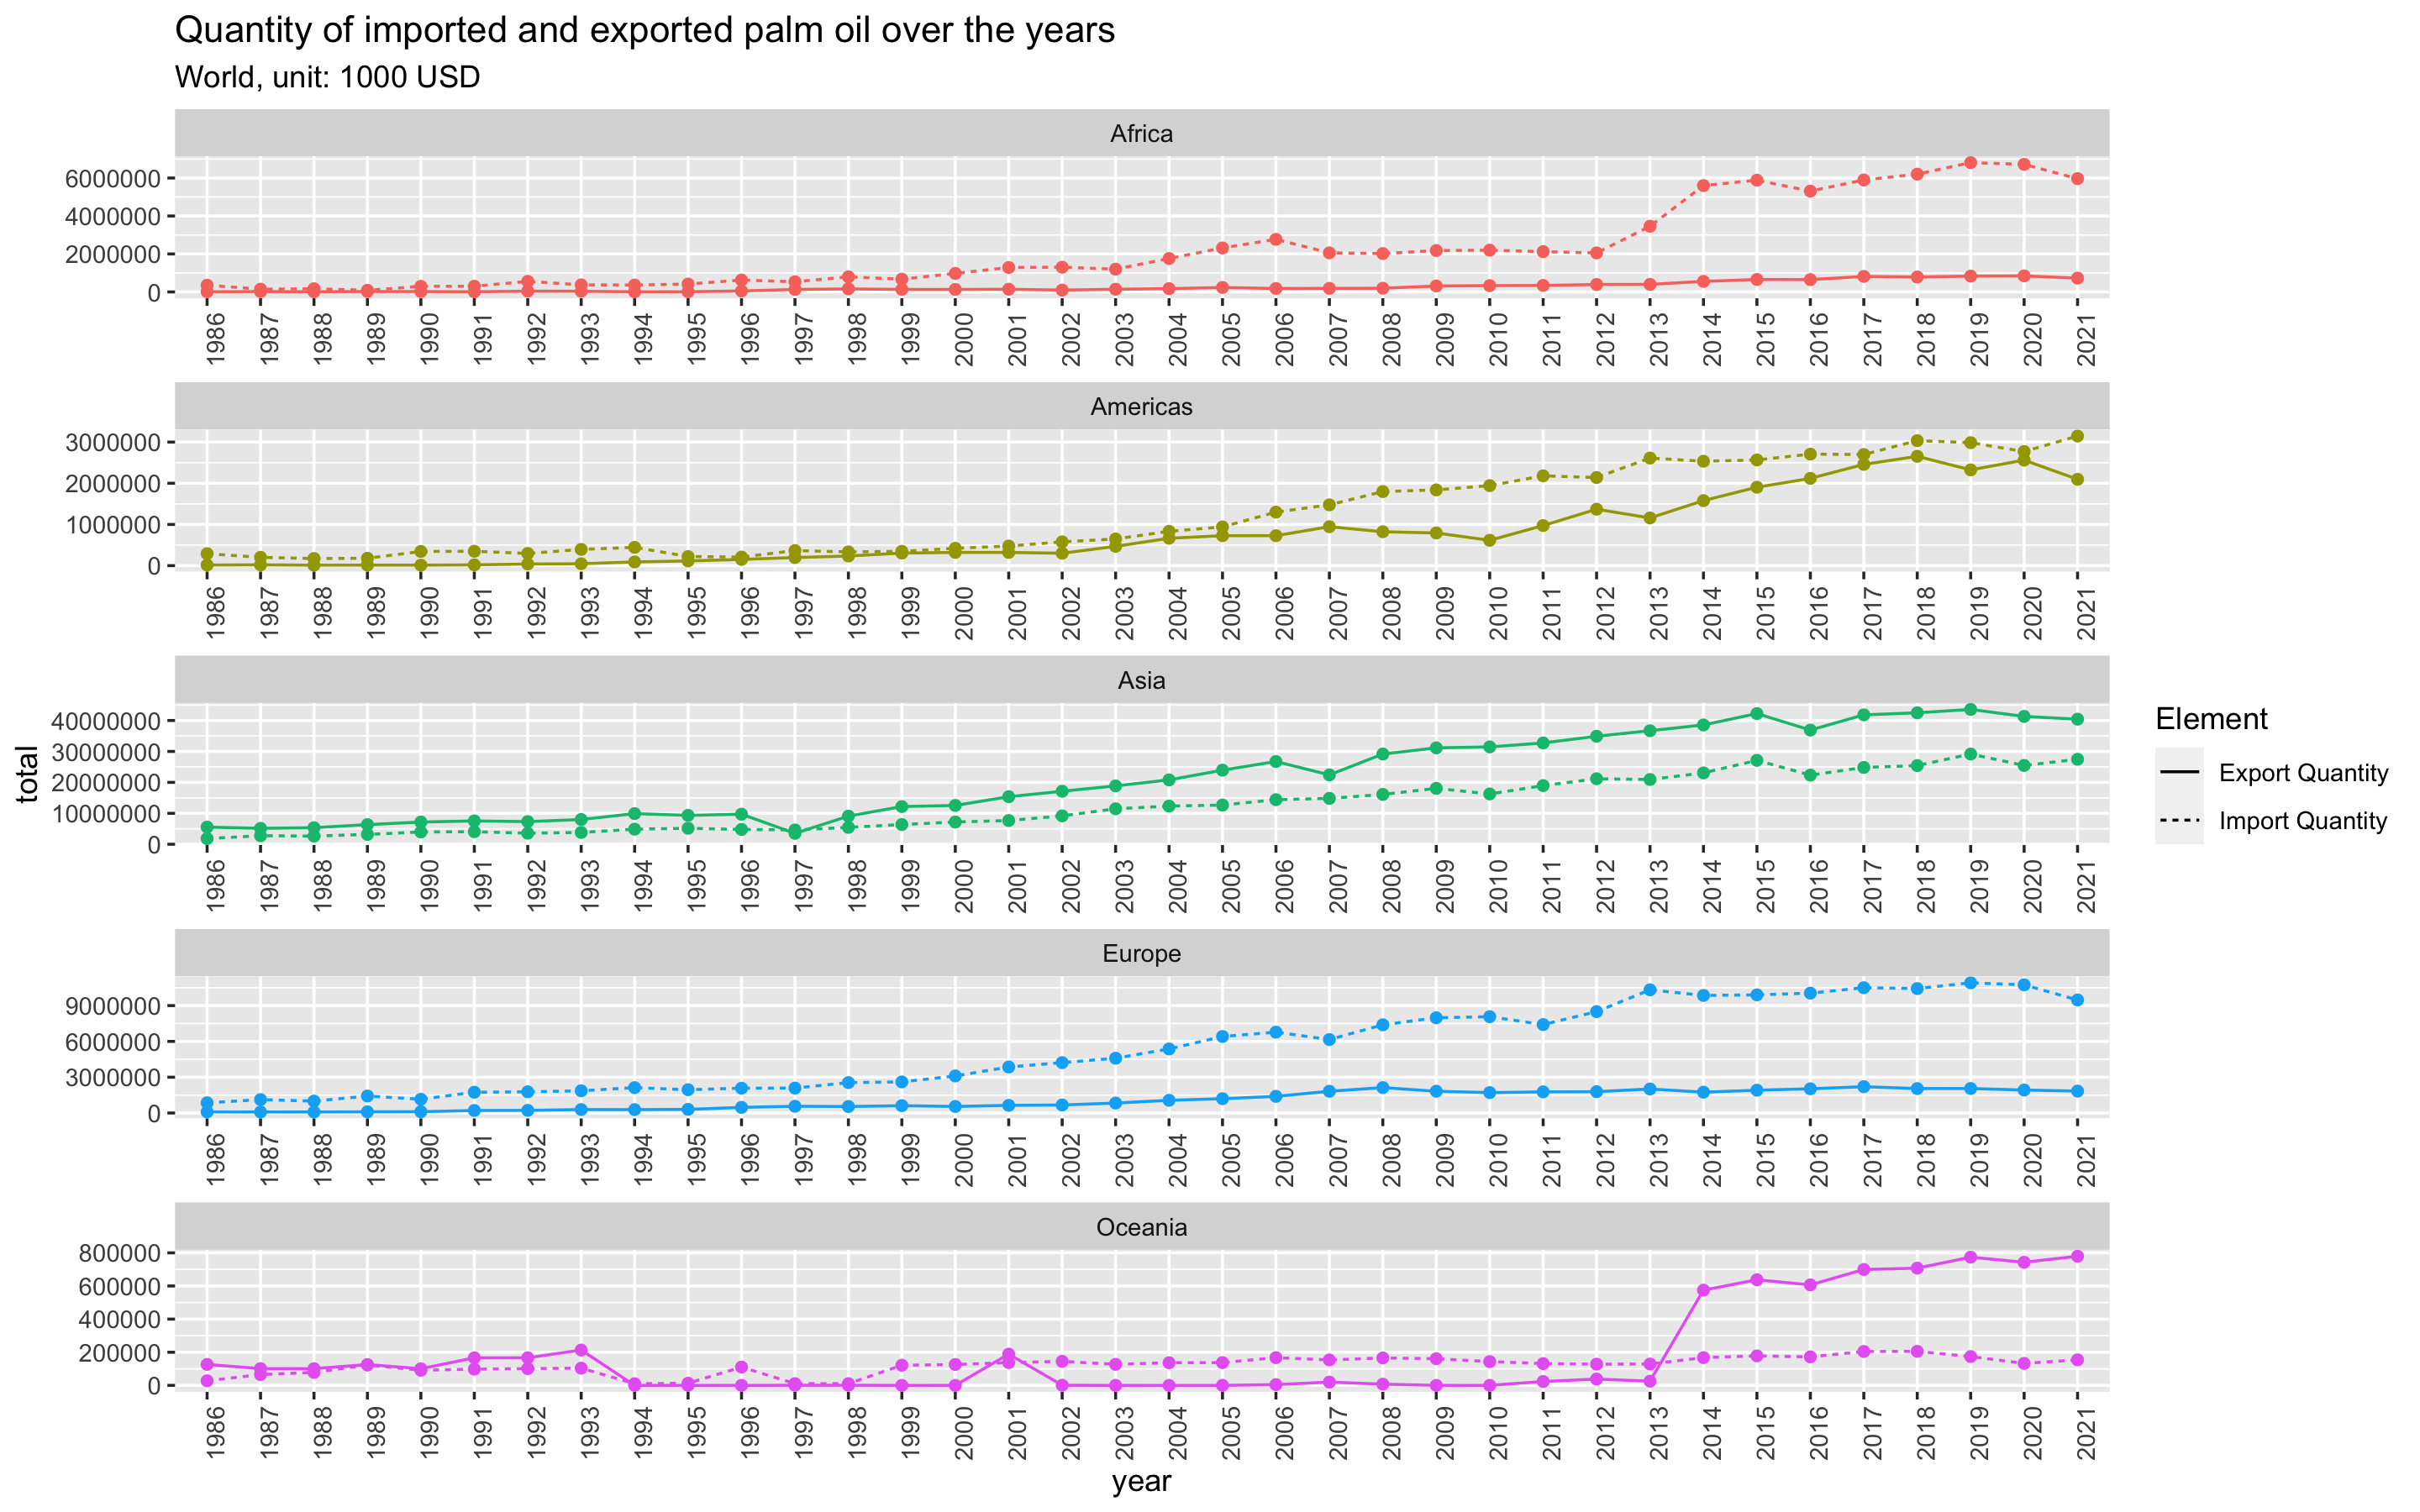 Quantity of imported and exported palm oil over the years
World, unit: 1000 USD
Africa
6000000
4000000
2000000
0
1986 1987 1988 1989 1990 1991 1992 1993 1994 1995 1996 1997 1998 1999 2000 2001 2002 2003 2004 2005 2006 2007 2008 2009 2010 2011 2012 2013 2014 2015 2016 2017 2018 2019 2020 2021
Americas
3000000
2000000
1000000
0
1986 1987 1988 1989 1990 1991 1992 1993 1994 1995 1996 1997 1998 1999 2000 2001 2002 2003 2004 2005 2006 2007 2008 2009 2010 2011 2012 2013 2014 2015 2016 2017 2018 2019 2020 2021
Asia
40000000
30000000
20000000
10000000
0
1986 1987 1988 1989 1990 1991 1992 1993 1994 1995 1996 1997 1998 1999 2000 2001 2002 2003 2004 2005 2006 2007 2008 2009 2010 2011 2012 2013 2014 2015 2016 2017 2018 2019 2020 2021
Europe
9000000
6000000
3000000
0
1986 1987 1988 1989 1990 1991 1992 1993 1994 1995 1996 1997 1998 1999 2000 2001 2002 2003 2004 2005 2006 2007 2008 2009 2010 2011 2012 2013 2014 2015 2016 2017 2018 2019 2020 2021
Oceania
800000
600000
400000
200000
0
1986 1987 1988 1989 1990 1991 1992 1993 1994 1995 1996 1997 1998 1999 2000 2001 2002 2003 2004 2005 2006 2007 2008 2009 2010 2011 2012 2013 2014 2015 2016 2017 2018 2019 2020 2021
year
total
Element
Export Quantity
Import Quantity